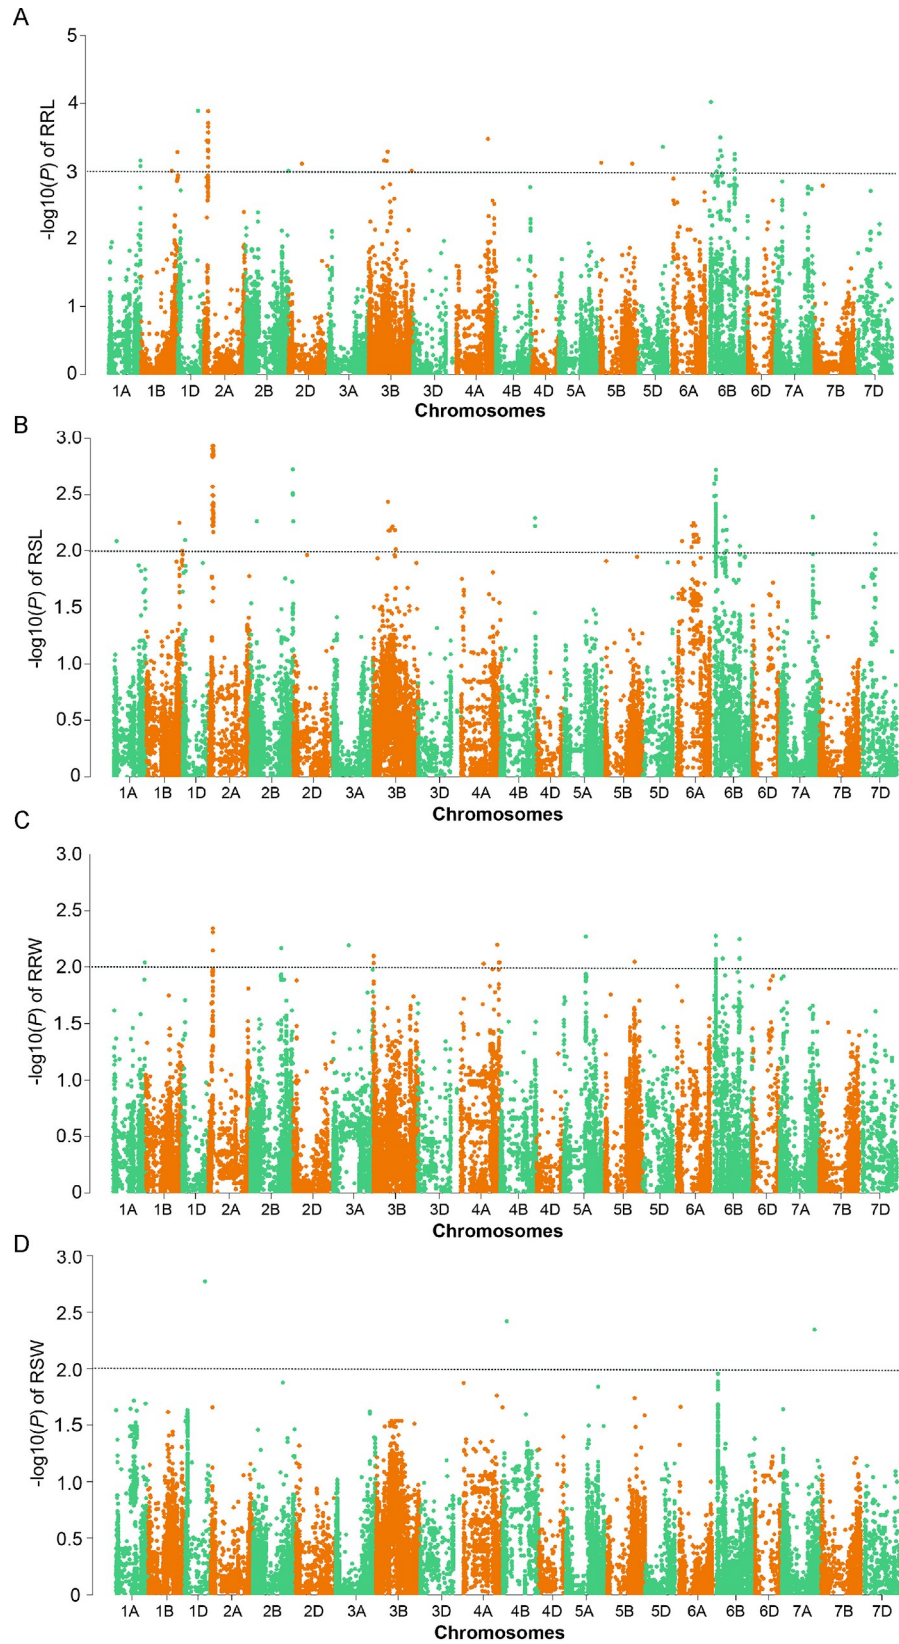 A
-log10(P) of RRL
5
4
3
2
1
0
1A 1B 1D 2A 2B 2D 3A 3B 3D 4A 4B 4D 5A 5B 5D 6A 6B 6D 7A 7B 7D
Chromosomes
B
-log10(P) of RSL
3.0
2.5
2.0
1.5
1.0
0.5
0
1A 1B 1D 2A 2B 2D 3A 3B 3D 4A 4B 4D 5A 5B 5D 6A 6B 6D 7A 7B 7D
Chromosomes
C
-log10(P) of RRW
3.0
2.5
2.0
1.5
1.0
0.5
0
1A 1B 1D 2A 2B 2D 3A 3B 3D 4A 4B 4D 5A 5B 5D 6A 6B 6D 7A 7B 7D
Chromosomes
D
-log10(P) of RSW
3.0
2.5
2.0
1.5
1.0
0.5
0
1A 1B 1D 2A 2B 2D 3A 3B 3D 4A 4B 4D 5A 5B 5D 6A 6B 6D 7A 7B 7D
Chromosomes